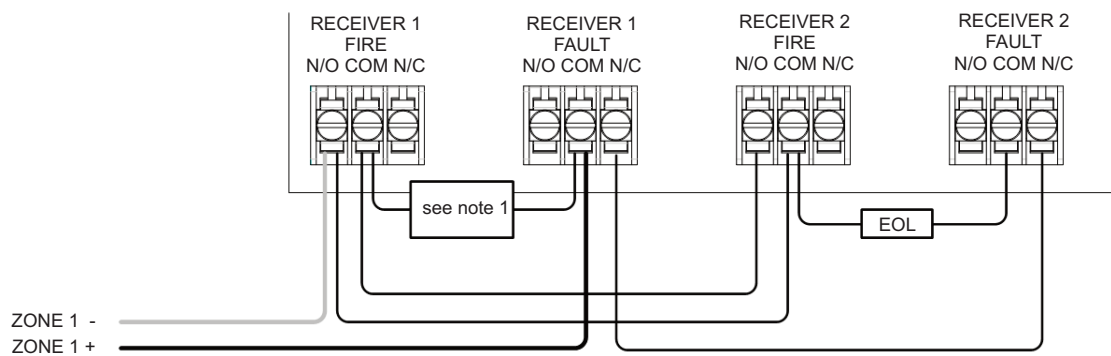 RECEIVER 1
FIRE
N/O COM N/C
RECEIVER 1
FAULT
N/O COM N/C
RECEIVER 2
FIRE
N/O COM N/C
RECEIVER 2
FAULT
N/O COM N/C
see note 1
EOL
ZONE 1 -
ZONE 1 +